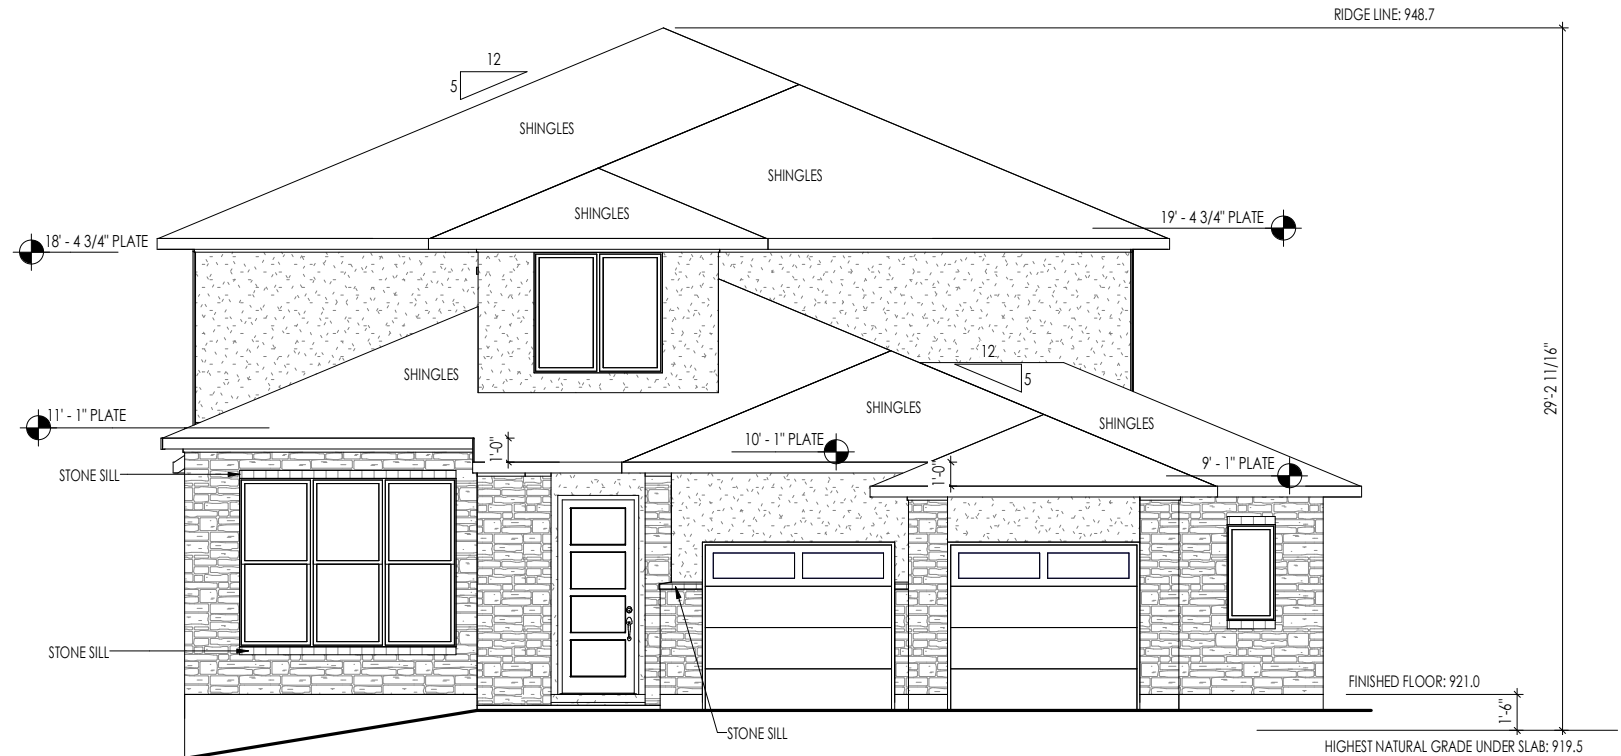 RIDGE LINE: 948.7
12
5
SHINGLES
SHINGLES
SHINGLES
18' - 4 3/4" PLATE
19' - 4 3/4" PLATE
12
5
29'-2 11/16"
SHINGLES
SHINGLES
SHINGLES
11' - 1" PLATE
1'-0"
10' - 1" PLATE
1'-0"
9' - 1" PLATE
STONE SILL
STONE SILL
FINISHED FLOOR: 921.0
1'-6"
STONE SILL
HIGHEST NATURAL GRADE UNDER SLAB: 919.5